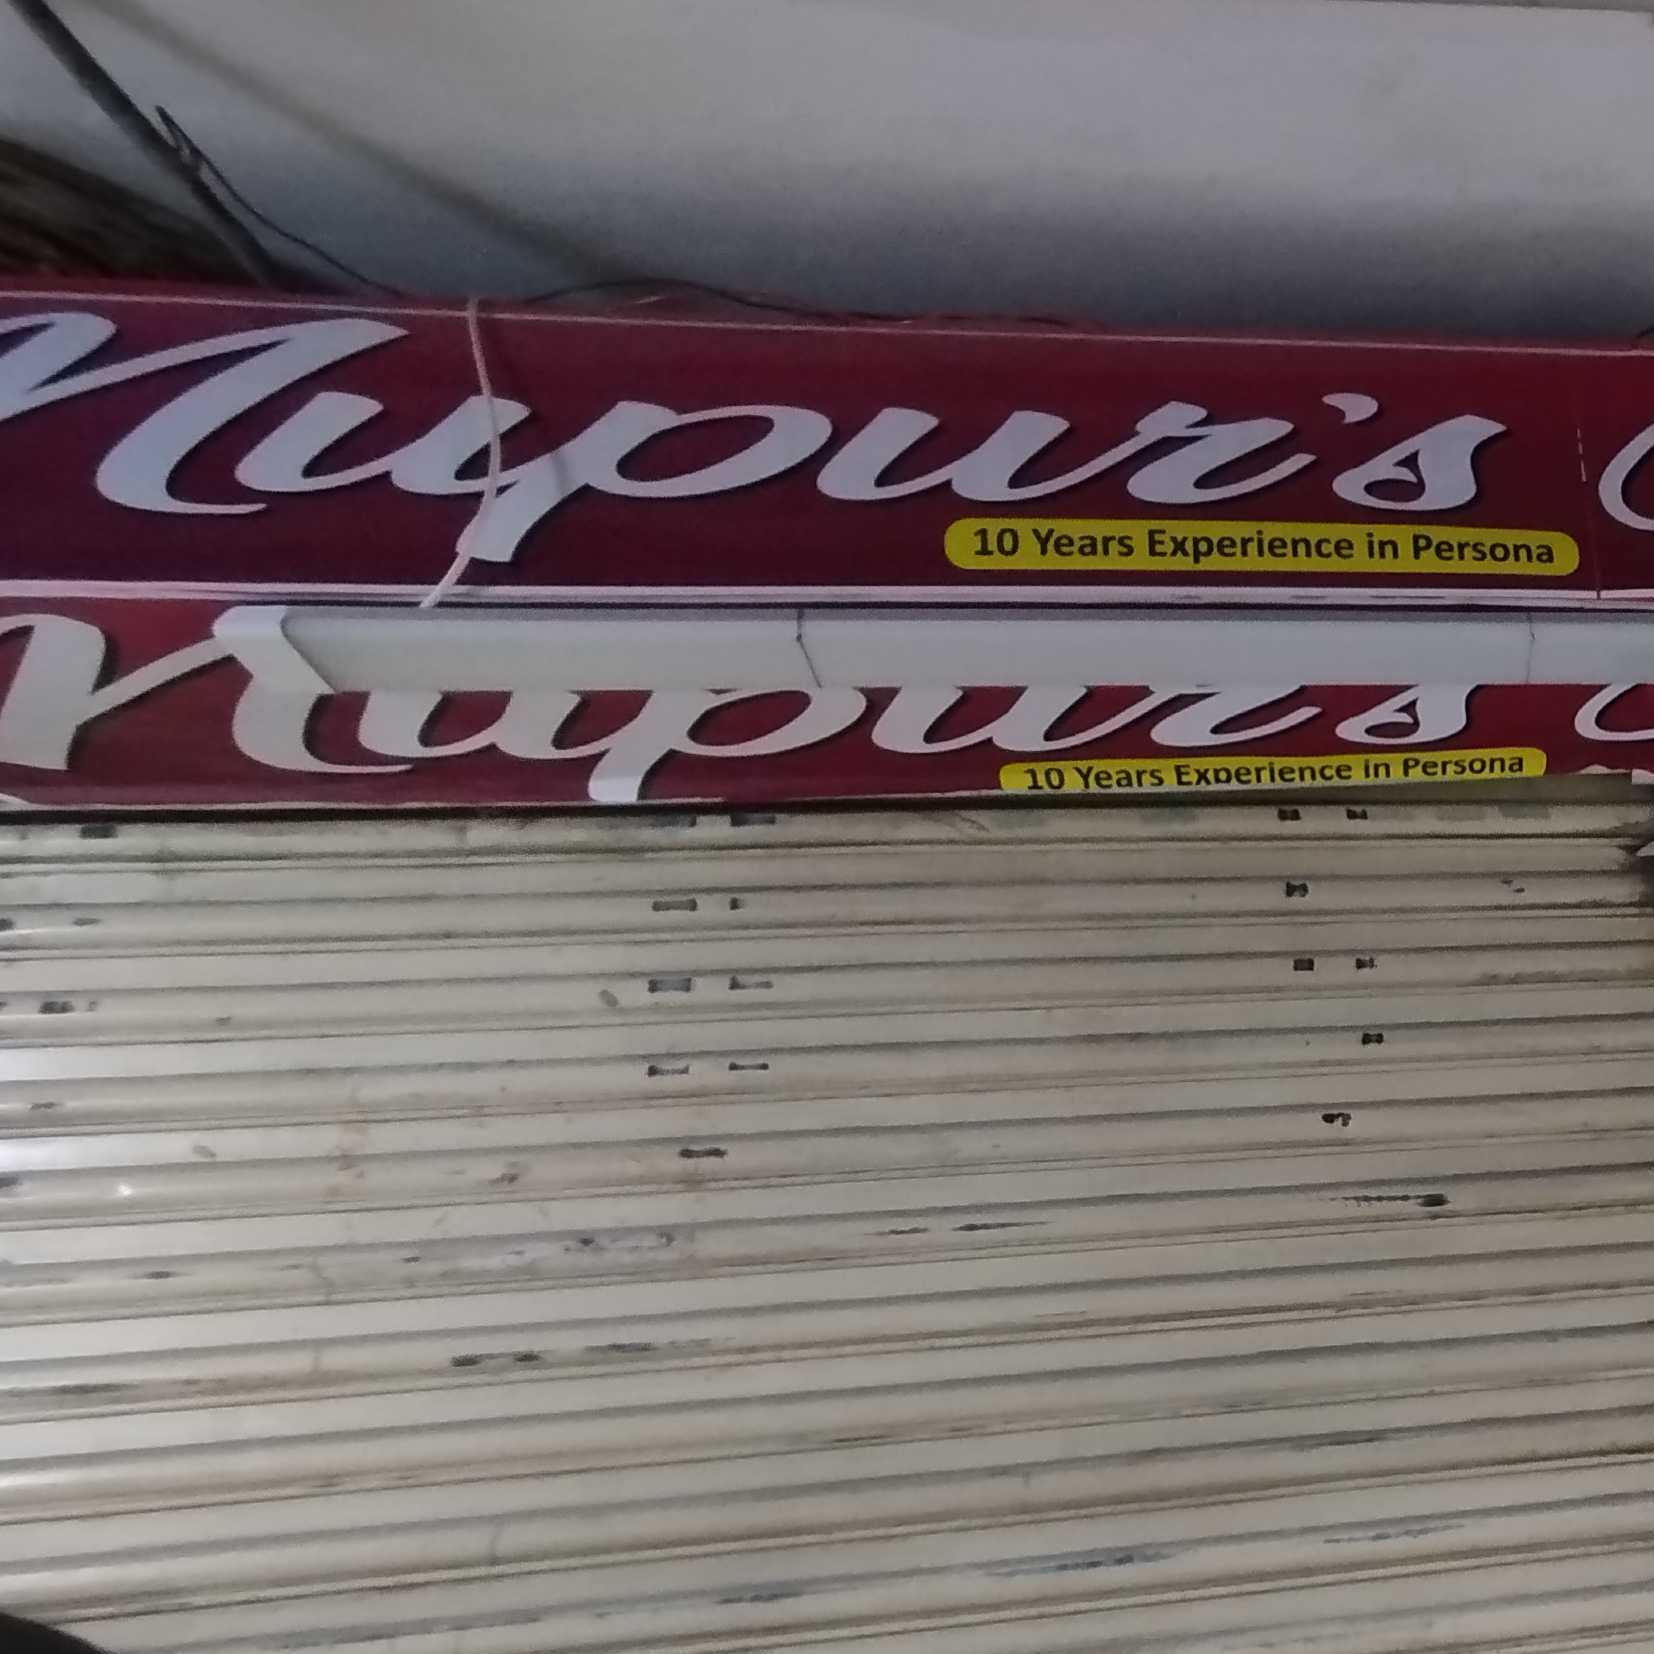 Nupur's
10 Years Experience in Persona
Nupur's
10 Years Experience in Persona